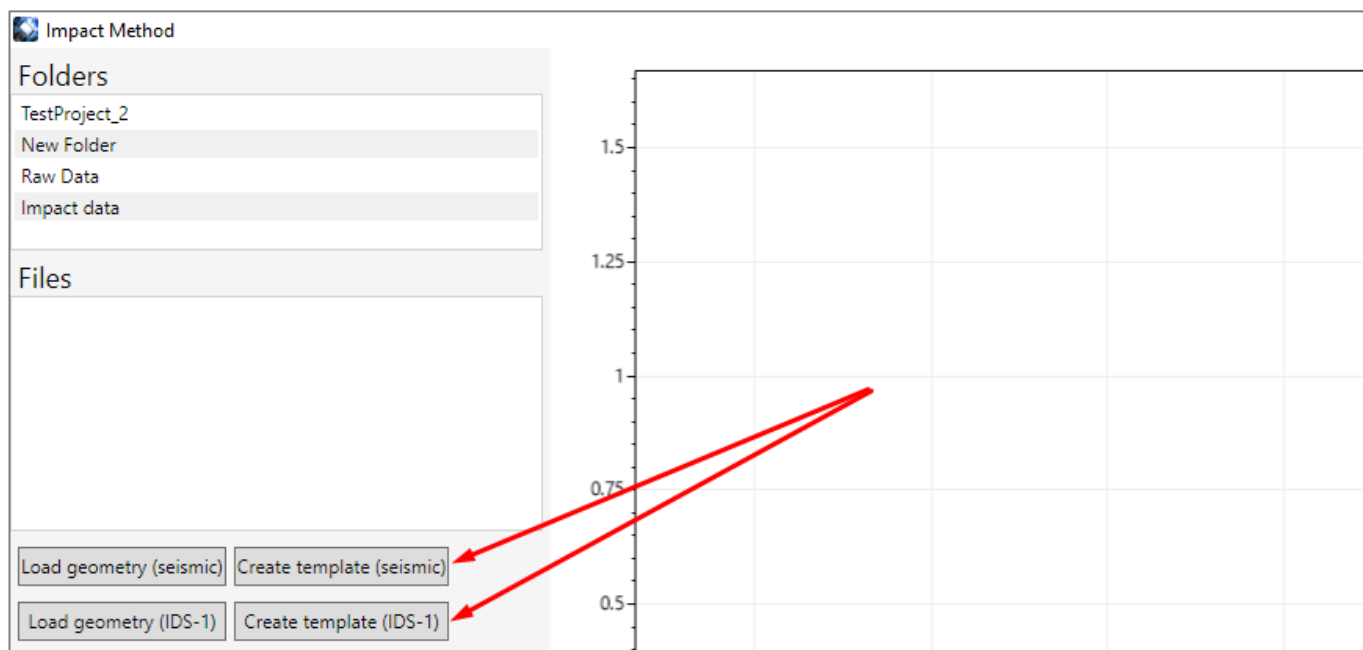 Impact Method
Folders
TestProject_2
New Folder
Raw Data
Impact data
Files
Load geometry (seismic) Create template (seismic)
Load geometry (IDS-1) Create template (IDS-1)
1.5
1.25
1
0.75
0.5